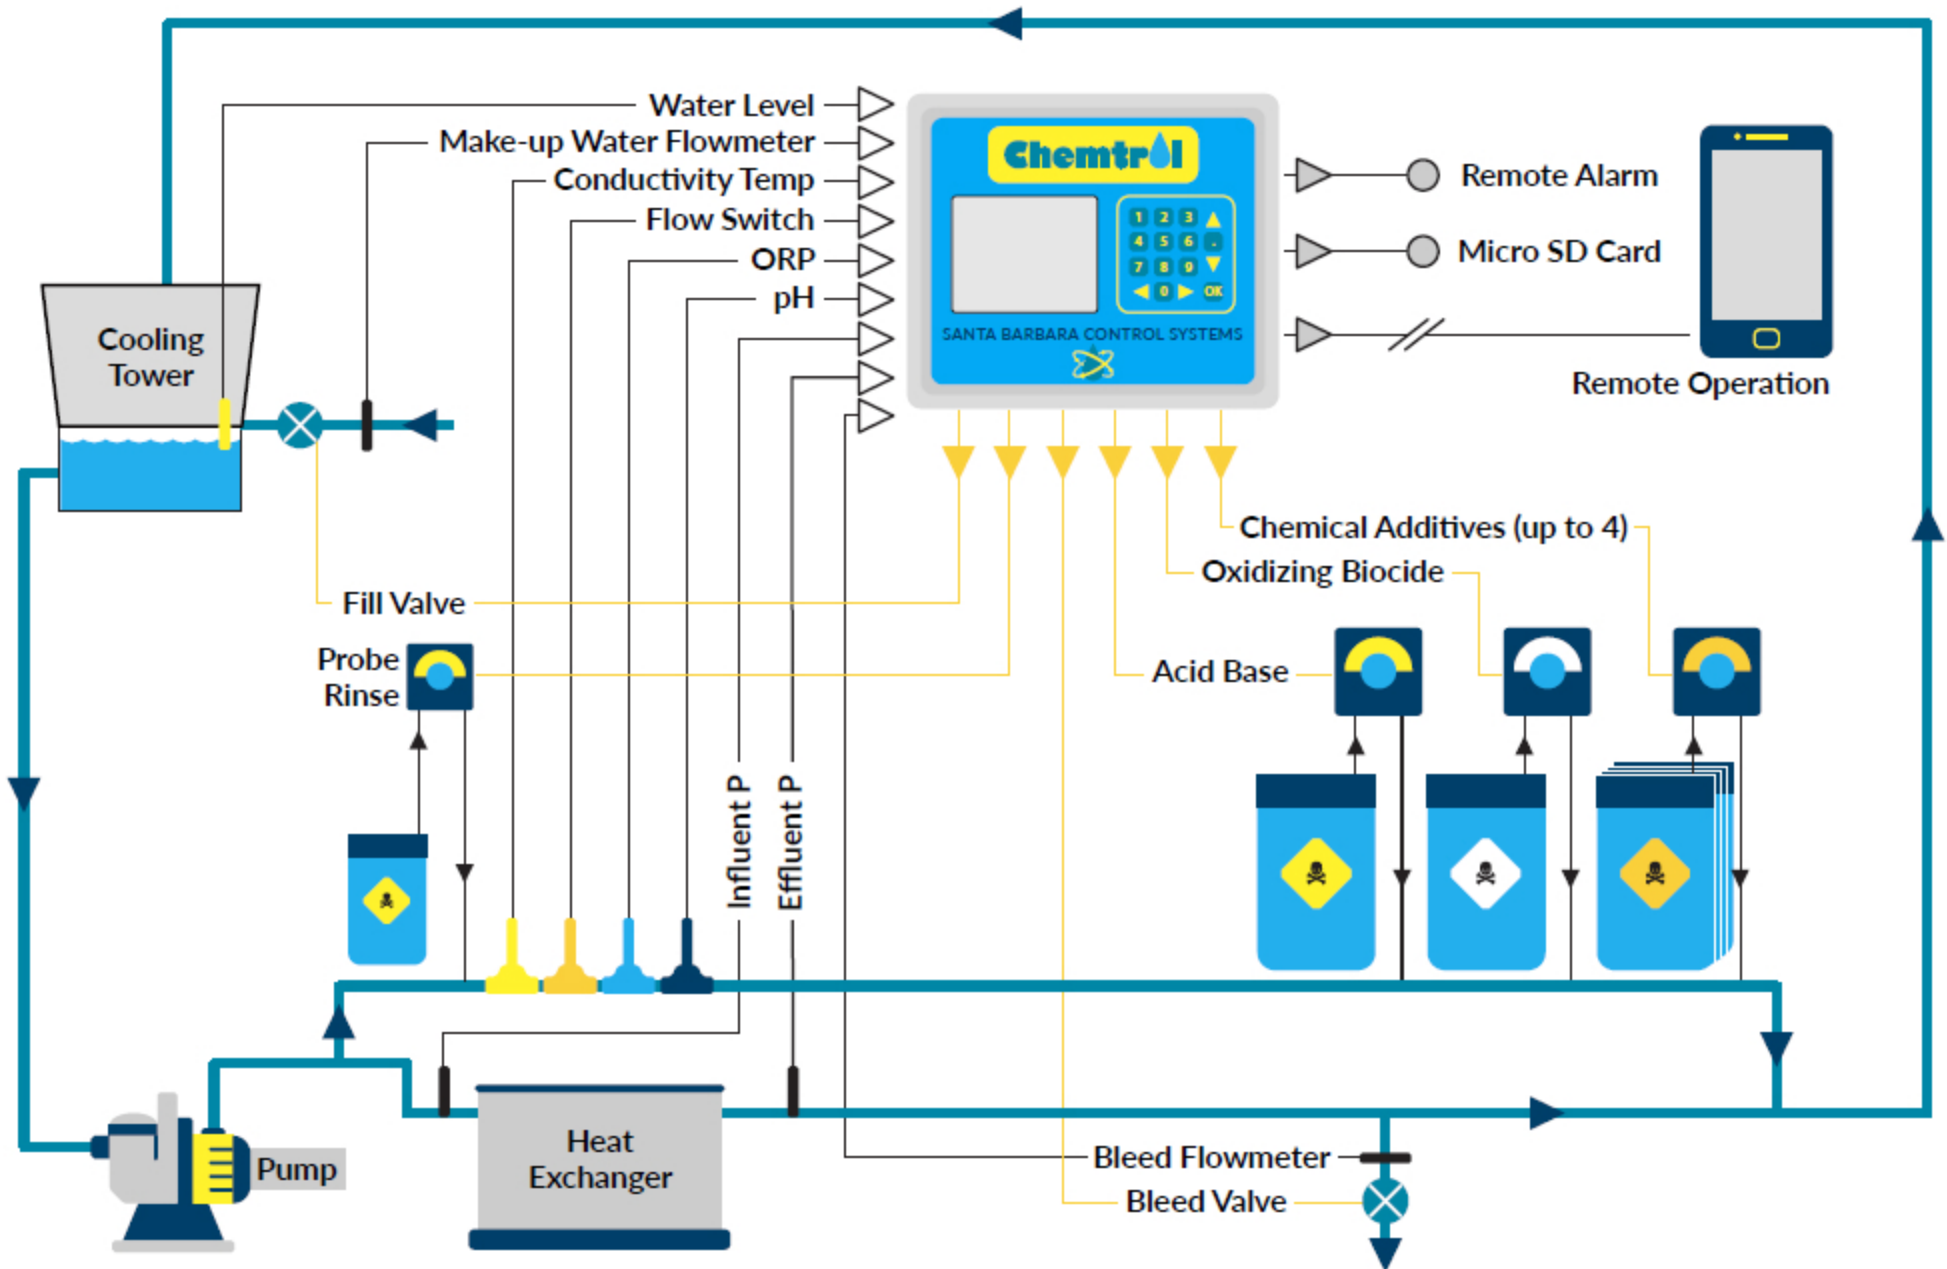 Water Level
Make-up Water Flowmeter
Conductivity Temp
Flow Switch
ORP
pH
Chemtrol
1 2 3
4 5 6 .
7 8 9
0 OK
SANTA BARBARA CONTROL SYSTEMS
Remote Alarm
Micro SD Card
Remote Operation
Cooling
Tower
Chemical Additives (up to 4)
Oxidizing Biocide
Fill Valve
Probe
Rinse
Acid Base
Influent P
Effluent P
Pump
Heat
Exchanger
Bleed Flowmeter
Bleed Valve